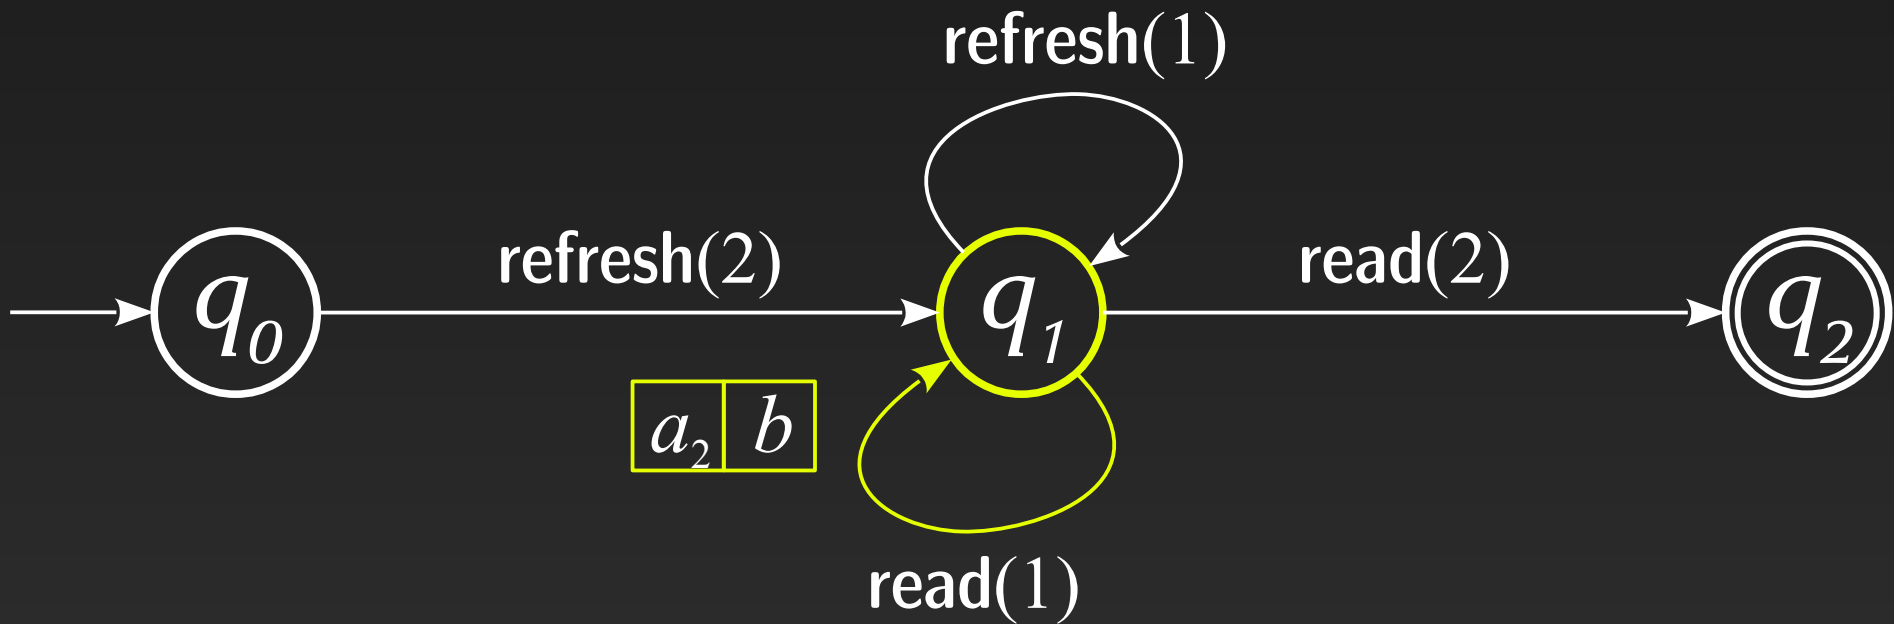 refresh(1)
refresh(2)
read(2)
q0
q1
q2
a2 b
read(1)